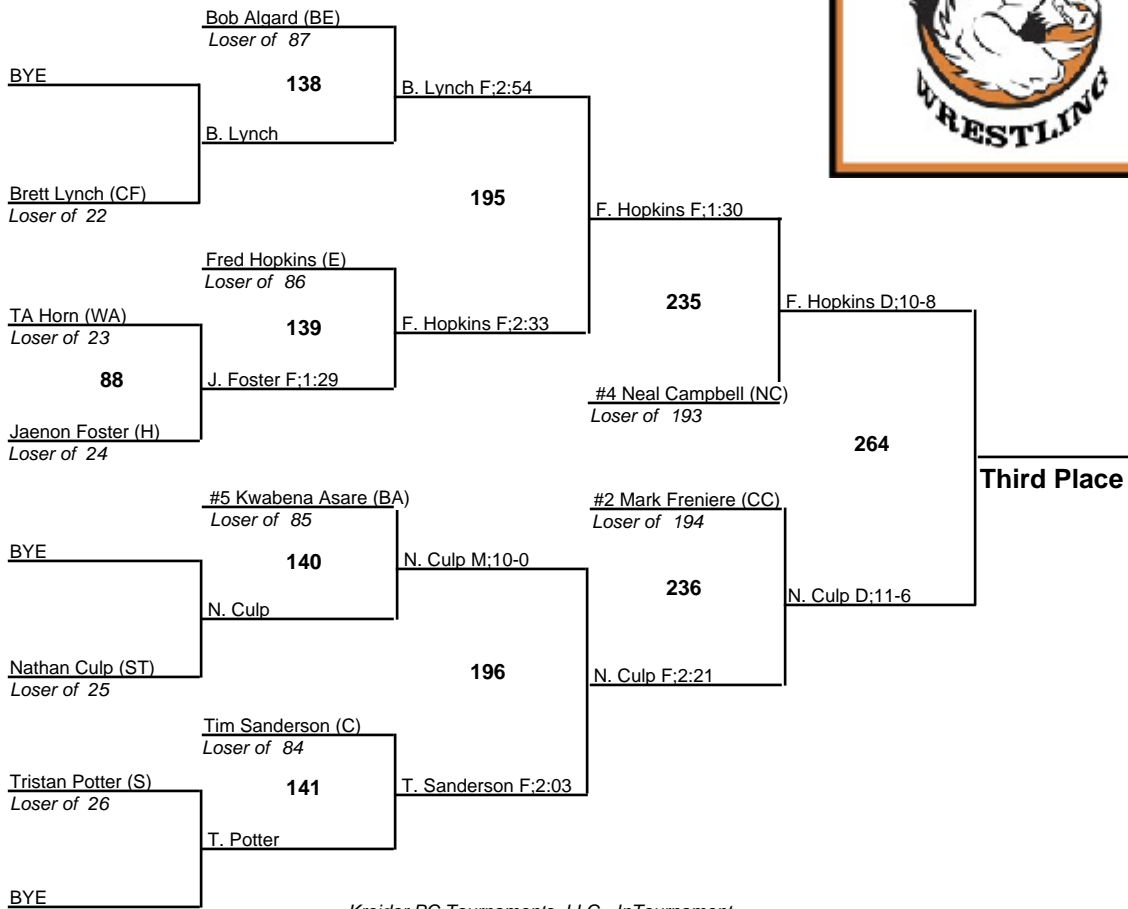 Bob Algard (BE)
Loser of 87
BYE
138
B. Lynch F;2:54
B. Lynch
WRESTLING
Brett Lynch (CF)
Loser of 22
195
F. Hopkins F;1:30
Fred Hopkins (E)
Loser of 86
TA Horn (WA)
Loser of 23
139
F. Hopkins F;2:33
235
F. Hopkins D;10-8
88
J. Foster F;1:29
#4 Neal Campbell (NC)
Loser of 193
Jaenon Foster (H)
Loser of 24
264
Third Place
#5 Kwabena Asare (BA)
Loser of 85
#2 Mark Freniere (CC)
Loser of 194
BYE
140
N. Culp M;10-0
236
N. Culp
N. Culp D;11-6
Nathan Culp (ST)
Loser of 25
196
N. Culp F;2:21
Tim Sanderson (C)
Loser of 84
Tristan Potter (S)
Loser of 26
141
T. Sanderson F;2:03
T. Potter
BYE